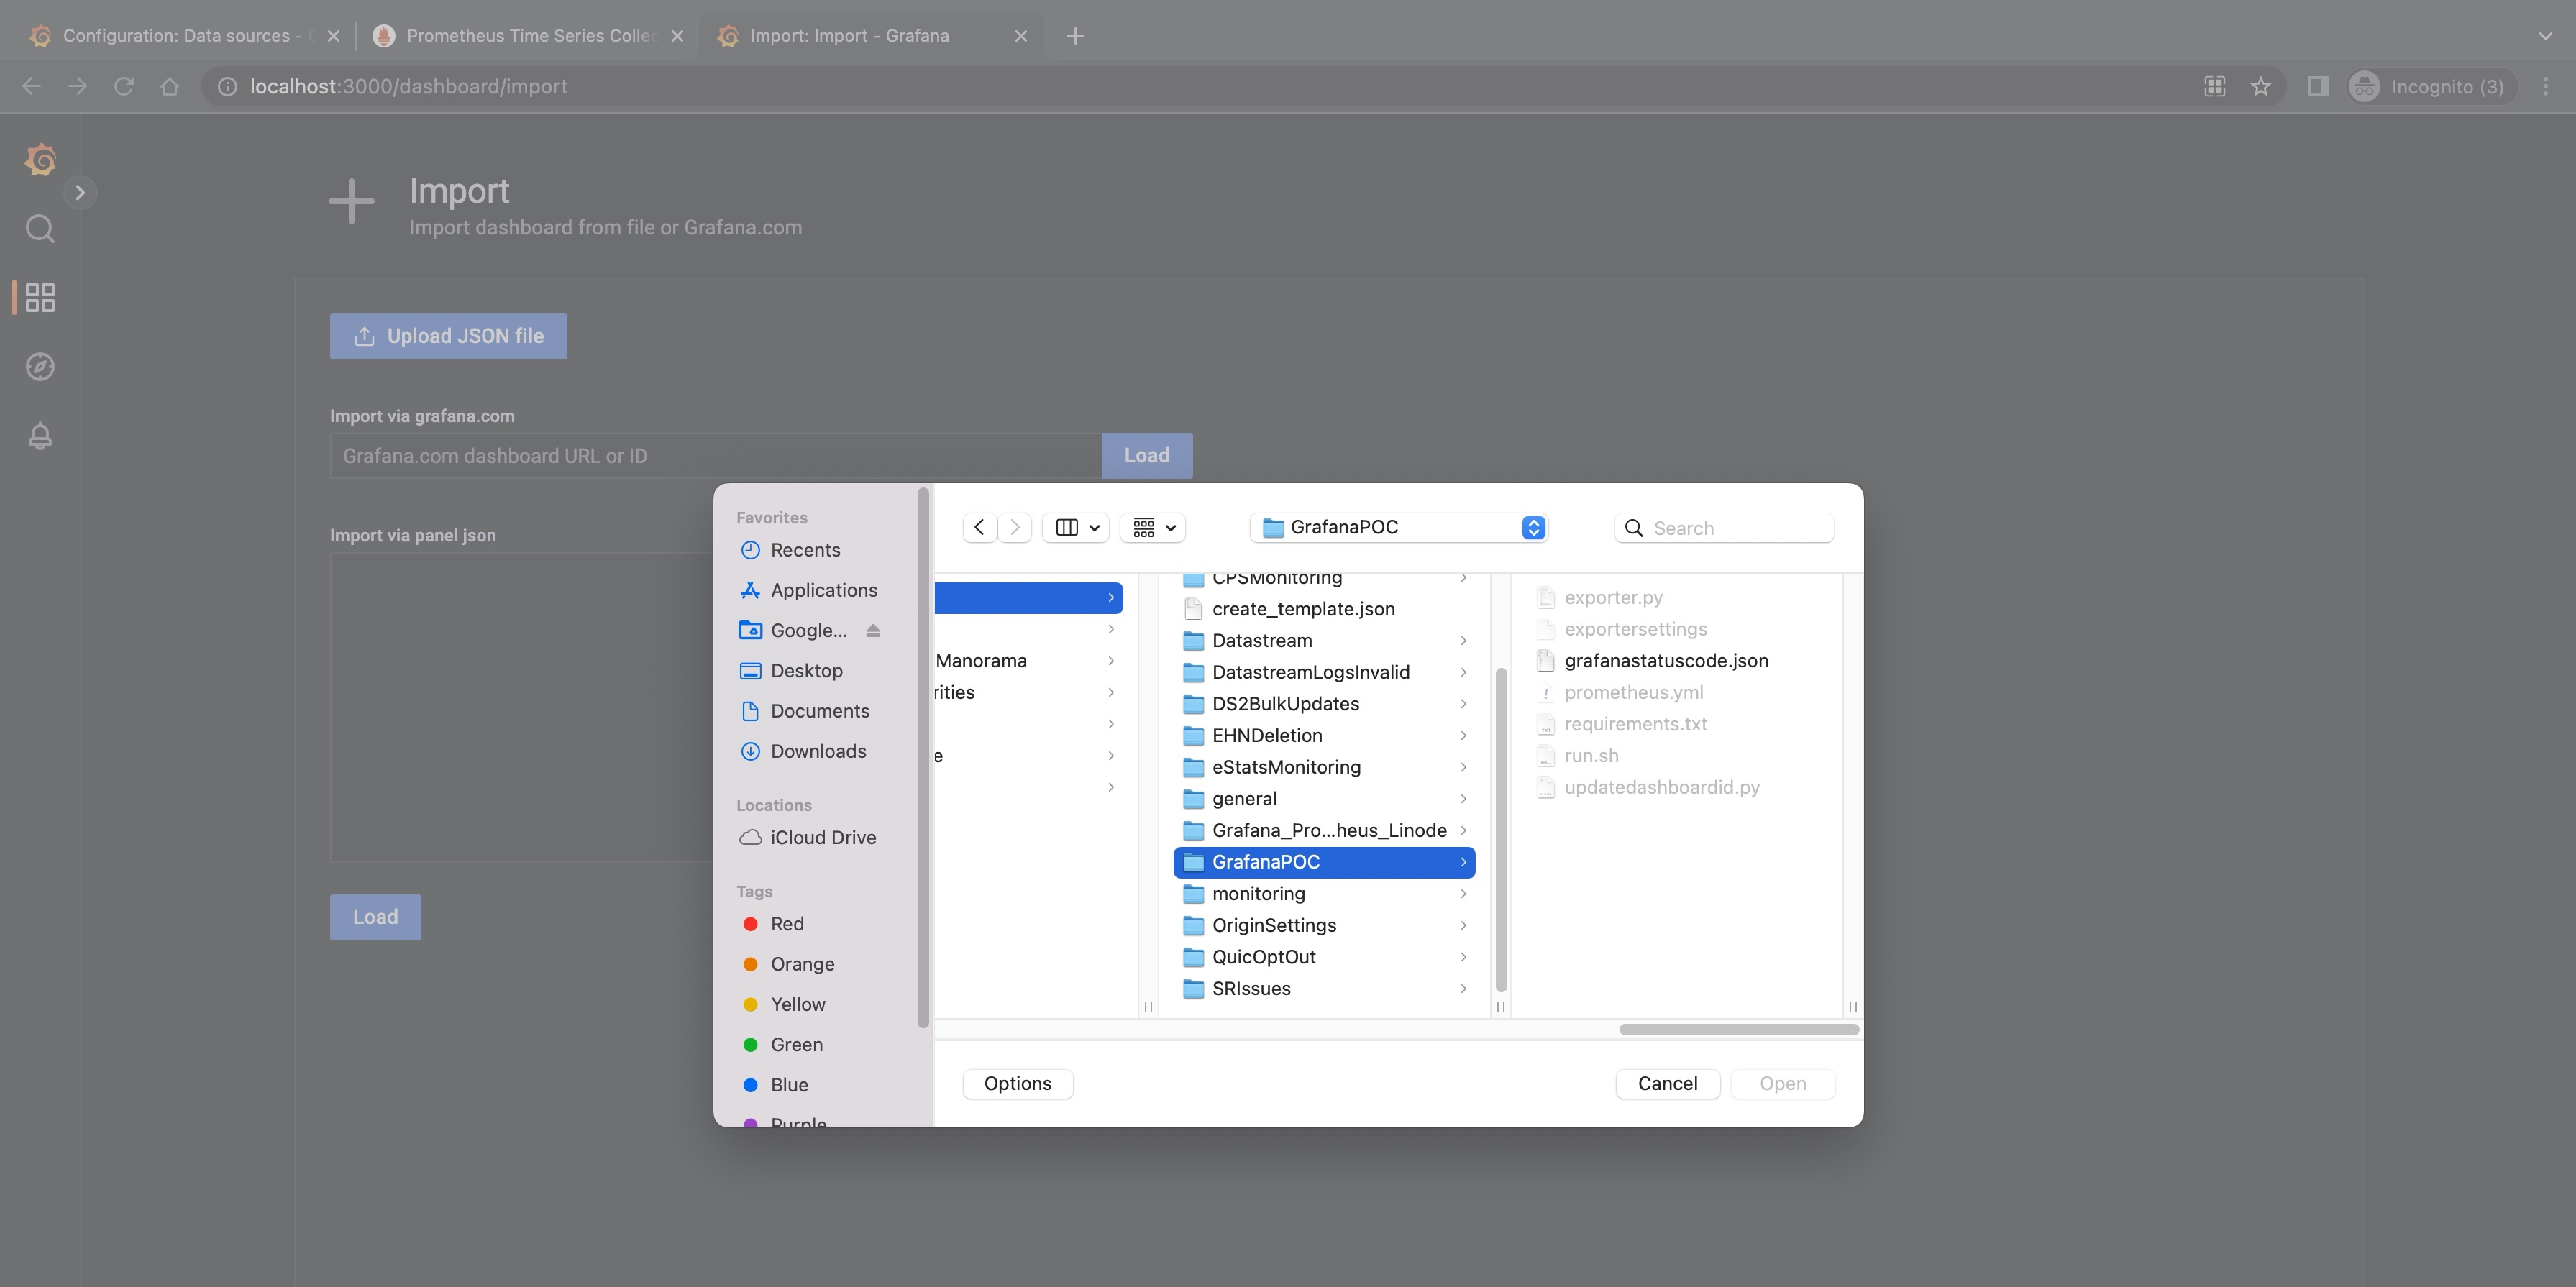 Configuration: Data sources -
Prometheus Time Series Collec
Import: Import - Grafana
localhost:3000/dashboard/import
Incognito (3)
Import
Import dashboard from file or Grafana.com
Upload JSON file
Import via grafana.com
Grafana.com dashboard URL or ID
Load
Import via panel json
Load
Favorites
Recents
Applications
Google...
Desktop
Documents
Downloads
Locations
iCloud Drive
Tags
Red
Orange
Yellow
Green
Blue
Purple
GrafanaPOC
Search
Manorama
rities
e
CPSMonitoring
create_template.json
Datastream
DatastreamLogsInvalid
DS2BulkUpdates
EHNDeletion
eStatsMonitoring
general
Grafana_Pro...heus_Linode
GrafanaPOC
monitoring
OriginSettings
QuicOptOut
SRIssues
exporter.py
exportersettings
grafanastatuscode.json
prometheus.yml
requirements.txt
run.sh
updatedashboardid.py
Options
Cancel
Open